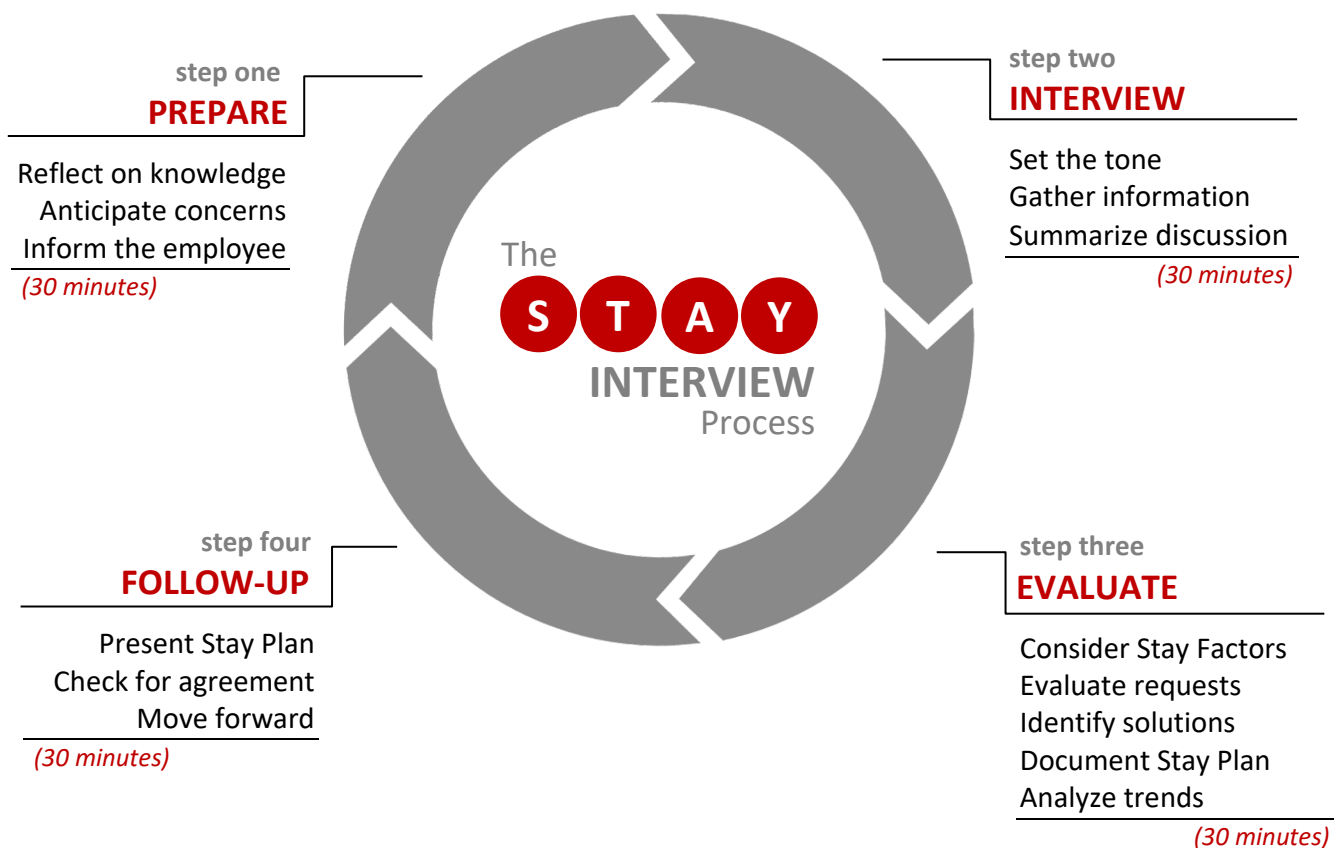 step one
PREPARE
Reflect on knowledge
Anticipate concerns
Inform the employee
(30 minutes)
step two
INTERVIEW
Set the tone
Gather information
Summarize discussion
(30 minutes)
The
STAY
INTERVIEW
Process
step four
FOLLOW-UP
Present Stay Plan
Check for agreement
Move forward
(30 minutes)
step three
EVALUATE
Consider Stay Factors
Evaluate requests
Identify solutions
Document Stay Plan
Analyze trends
(30 minutes)